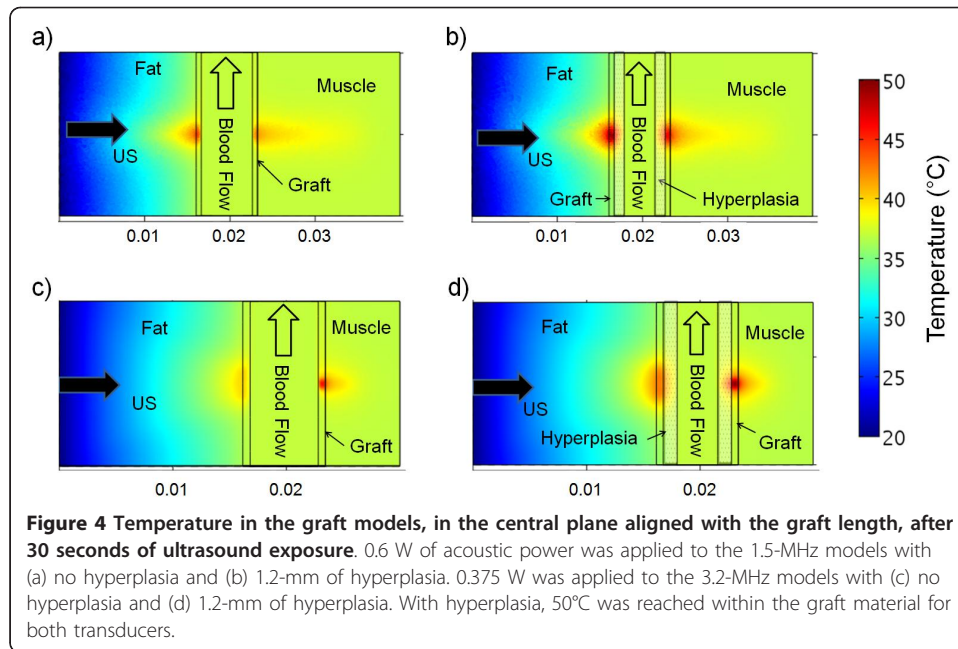 a)
Fat
Muscle
US
Blood Flow
Graft
0.01
0.02
0.03
b)
Fat
Muscle
US
Blood Flow
Graft
Hyperplasia
0.01
0.02
0.03
c)
Fat
Muscle
US
Blood Flow
Graft
0.01
0.02
d)
Fat
Muscle
US
Blood Flow
Hyperplasia
Graft
0.01
0.02
50
45
40
35
30
25
20
Temperature (°C)
Figure 4 Temperature in the graft models, in the central plane aligned with the graft length, after
30 seconds of ultrasound exposure. 0.6 W of acoustic power was applied to the 1.5-MHz models with
(a) no hyperplasia and (b) 1.2-mm of hyperplasia. 0.375 W was applied to the 3.2-MHz models with (c) no
hyperplasia and (d) 1.2-mm of hyperplasia. With hyperplasia, 50°C was reached within the graft material for
both transducers.